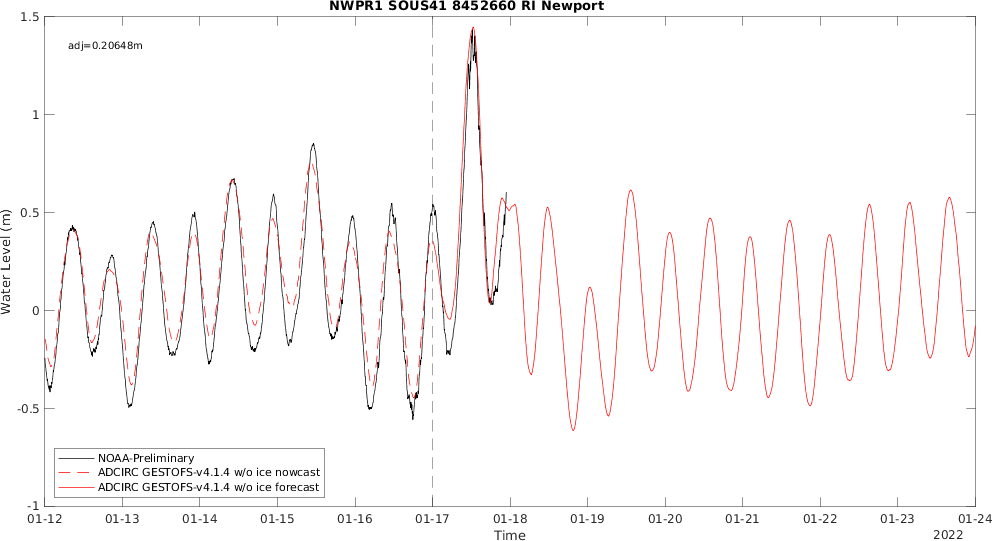 NWPR1 SOUS41 8452660 RI Newport
adj=0.20648m
1.5
1
0.5
0
-0.5
-1
Water Level (m)
NOAA-Preliminary
ADCIRC GESTOFS-v4.1.4 w/o ice nowcast
ADCIRC GESTOFS-v4.1.4 w/o ice forecast
01-12 01-13 01-14 01-15 01-16 01-17 01-18 01-19 01-20 01-21 01-22 01-23 01-24
Time
2022